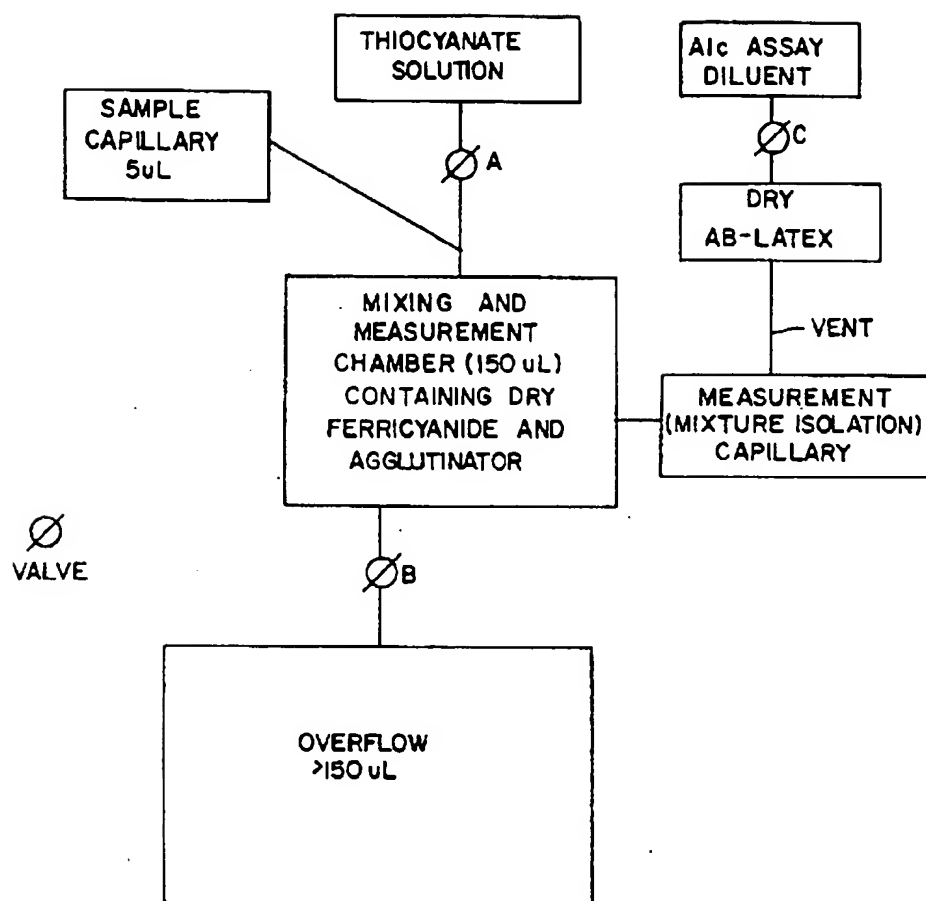 THIOCYANATE
SOLUTION
A1c ASSAY
DILUENT
SAMPLE
CAPILLARY
5uL
A
C
DRY
AB-LATEX
MIXING AND
MEASUREMENT
CHAMBER (150 uL)
CONTAINING DRY
FERRICYANIDE AND
AGGLUTINATOR
VENT
MEASUREMENT
(MIXTURE ISOLATION)
CAPILLARY
VALVE
B
OVERFLOW
>150 uL